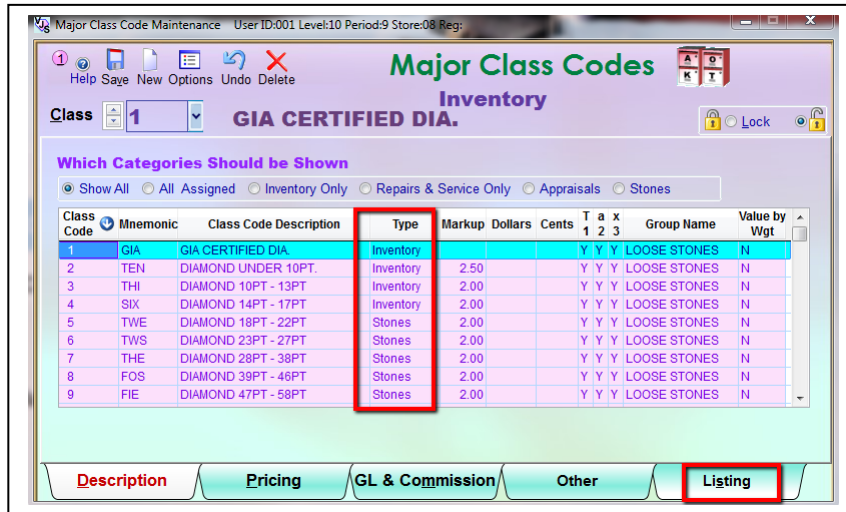 Major Class Code Maintenance User ID:001 Level:10 Period:9 Store:08 Reg:
1 Help Save New Options Undo Delete
Major Class Codes
A O K T
Inventory
Class 1 GIA CERTIFIED DIA.
Lock
Which Categories Should be Shown
Show All All Assigned Inventory Only Repairs & Service Only Appraisals Stones
Class Code Mnemonic Class Code Description Type Markup Dollars Cents Tax 1 2 3 Group Name Value by Wgt
1 GIA GIA CERTIFIED DIA. Inventory Y Y Y LOOSE STONES N
2 TEN DIAMOND UNDER 10PT. Inventory 2.50 Y Y Y LOOSE STONES N
3 THI DIAMOND 10PT - 13PT Inventory 2.00 Y Y Y LOOSE STONES N
4 SIX DIAMOND 14PT - 17PT Inventory 2.00 Y Y Y LOOSE STONES N
5 TWE DIAMOND 18PT - 22PT Stones 2.00 Y Y Y LOOSE STONES N
6 TWS DIAMOND 23PT - 27PT Stones 2.00 Y Y Y LOOSE STONES N
7 THE DIAMOND 28PT - 38PT Stones 2.00 Y Y Y LOOSE STONES N
8 FOS DIAMOND 39PT - 46PT Stones 2.00 Y Y Y LOOSE STONES N
9 FIE DIAMOND 47PT - 58PT Stones 2.00 Y Y Y LOOSE STONES N
Description Pricing GL & Commission Other Listing